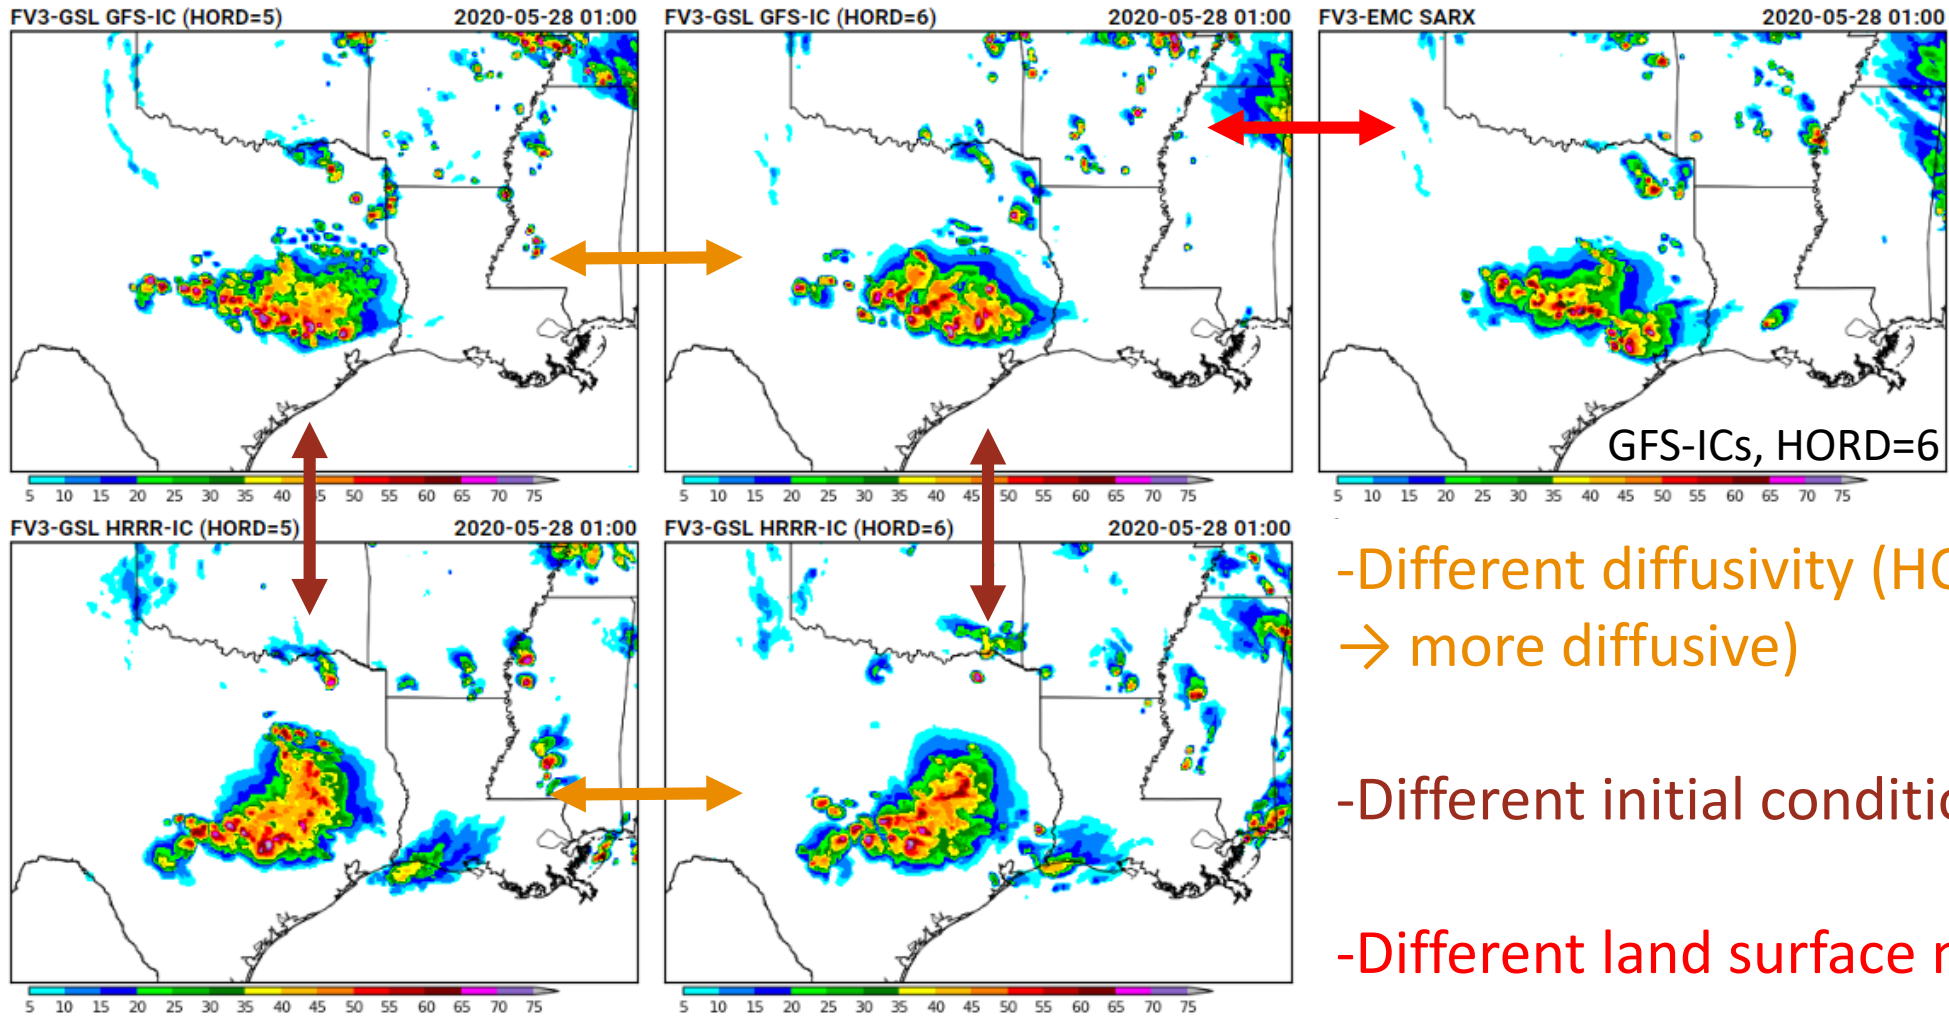 FV3-GSL GFS-IC (HORD=5) 2020-05-28 01:00
FV3-GSL GFS-IC (HORD=6) 2020-05-28 01:00
FV3-EMC SARX 2020-05-28 01:00
GFS-ICs, HORD=6
5 10 15 20 25 30 35 40 45 50 55 60 65 70 75
5 10 15 20 25 30 35 40 45 50 55 60 65 70 75
5 10 15 20 25 30 35 40 45 50 55 60 65 70 75
FV3-GSL HRRR-IC (HORD=5) 2020-05-28 01:00
FV3-GSL HRRR-IC (HORD=6) 2020-05-28 01:00
-Different diffusivity (HO
→ more diffusive)
-Different initial conditio
-Different land surface
5 10 15 20 25 30 35 40 45 50 55 60 65 70 75
5 10 15 20 25 30 35 40 45 50 55 60 65 70 75